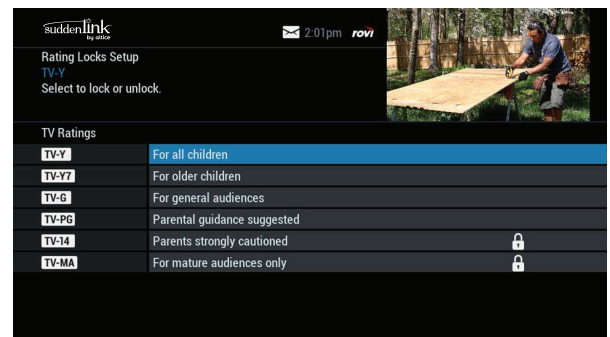 suddenlink
by altice
2:01pm rovi
Rating Locks Setup
TV-Y
Select to lock or unlock.
TV Ratings
TV-Y For all children
TV-Y7 For older children
TV-G For general audiences
TV-PG Parental guidance suggested
TV-14 Parents strongly cautioned
TV-MA For mature audiences only